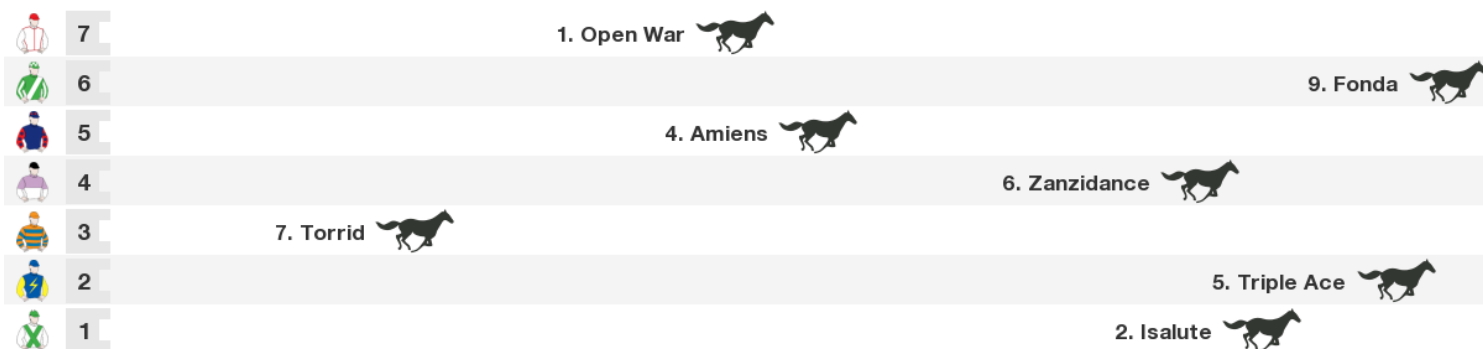 7 1. Open War
6 9. Fonda
5 4. Amiens
4 6. Zanzidance
3 7. Torrid
2 5. Triple Ace
1 2. Isalute